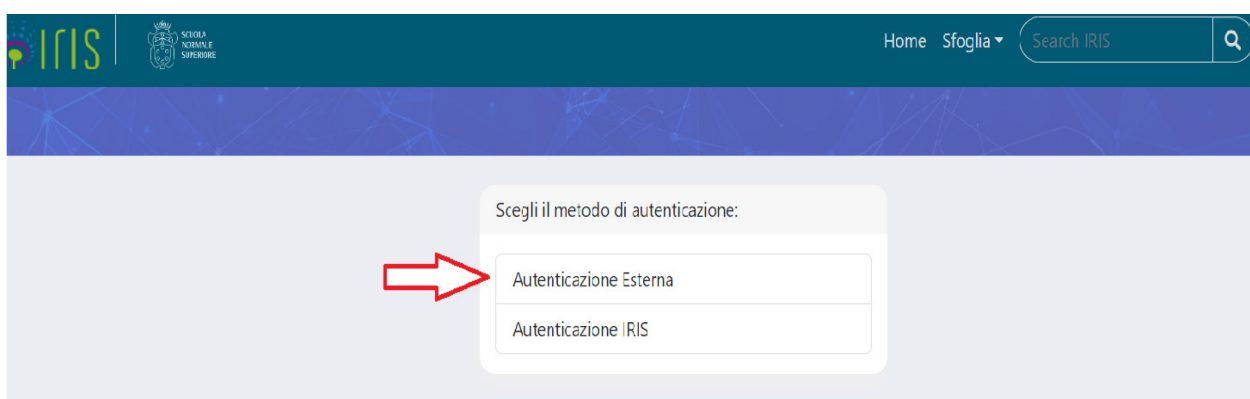 IRIS
SCUOLA
NORMALE
SUPERIORE
Home Sfoglia Search IRIS
Scegli il metodo di autenticazione:
Autenticazione Esterna
Autenticazione IRIS